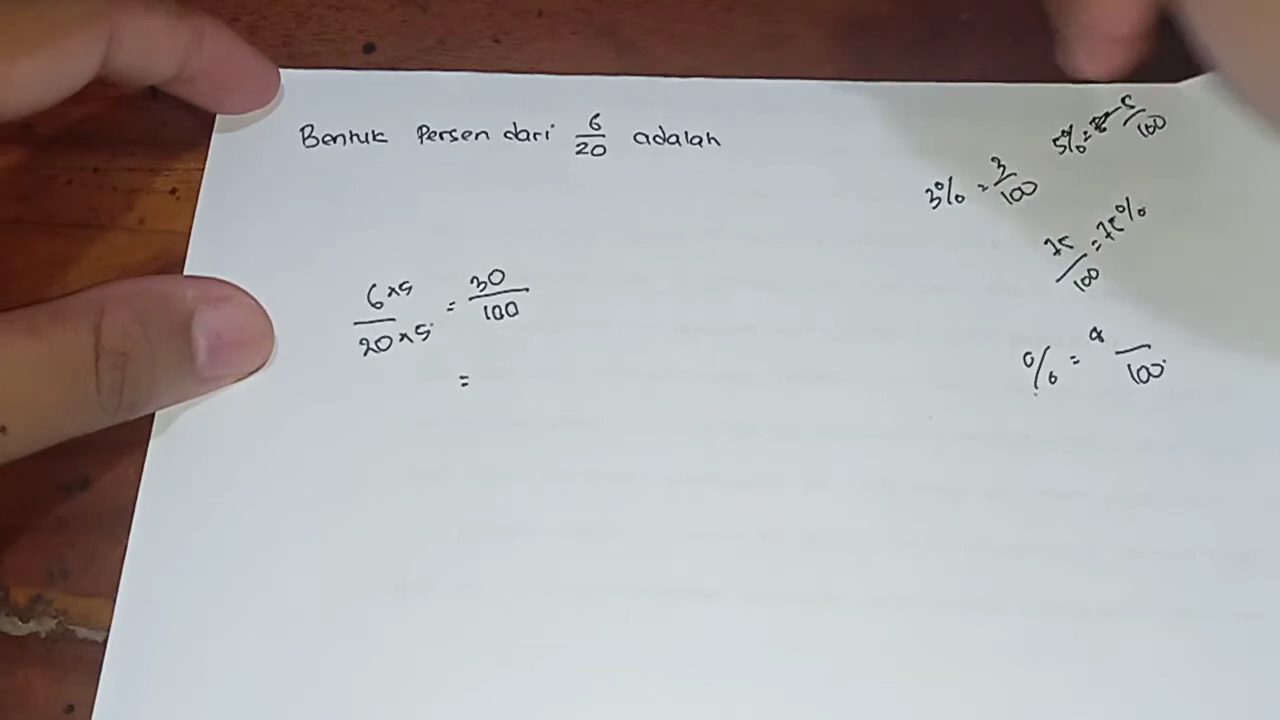 Bentuk Persen dari 6/20 adalah
5% = 5/100
3% = 3/100
75/100 = 75%
6×5/20×5 = 30/100
% = /100
=